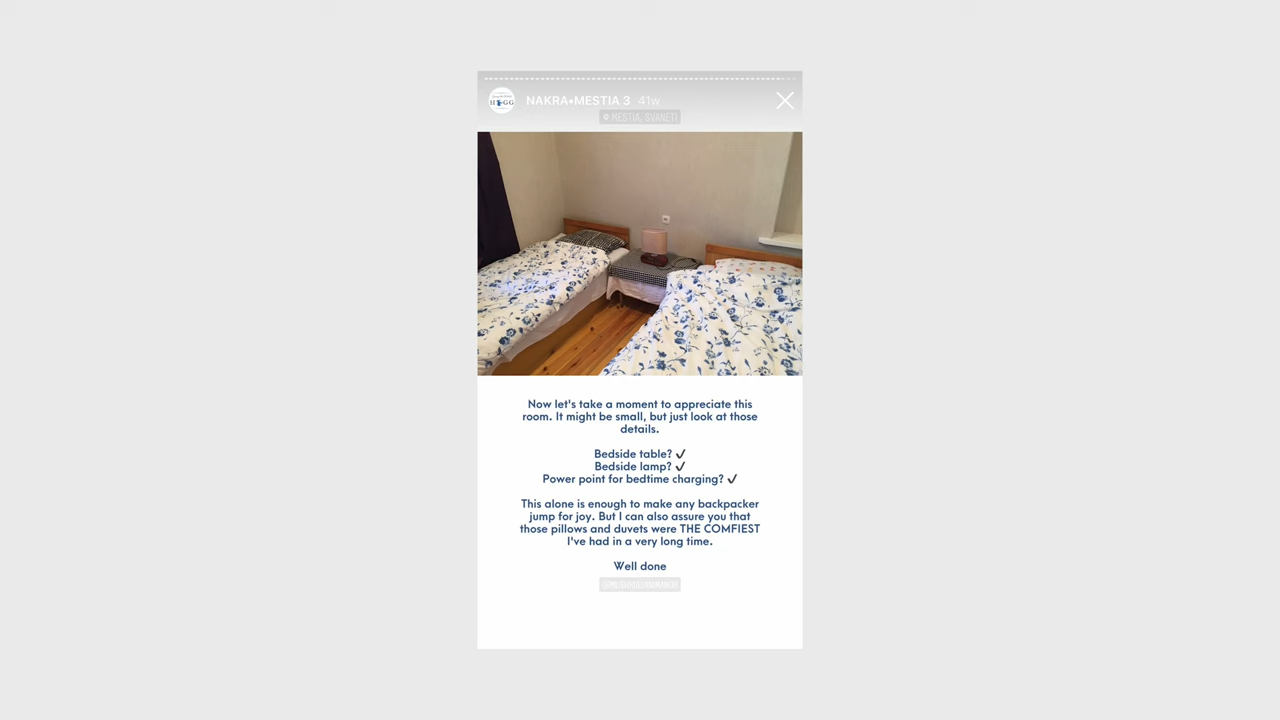 NAKRA•MESTIA 3 41w
MESTIA, SVANETI
Now let's take a moment to appreciate this
room. It might be small, but just look at those
details.
Bedside table? ✓
Bedside lamp? ✓
Power point for bedtime charging? ✓
This alone is enough to make any backpacker
jump for joy. But I can also assure you that
those pillows and duvets were THE COMFIEST
I've had in a very long time.
Well done